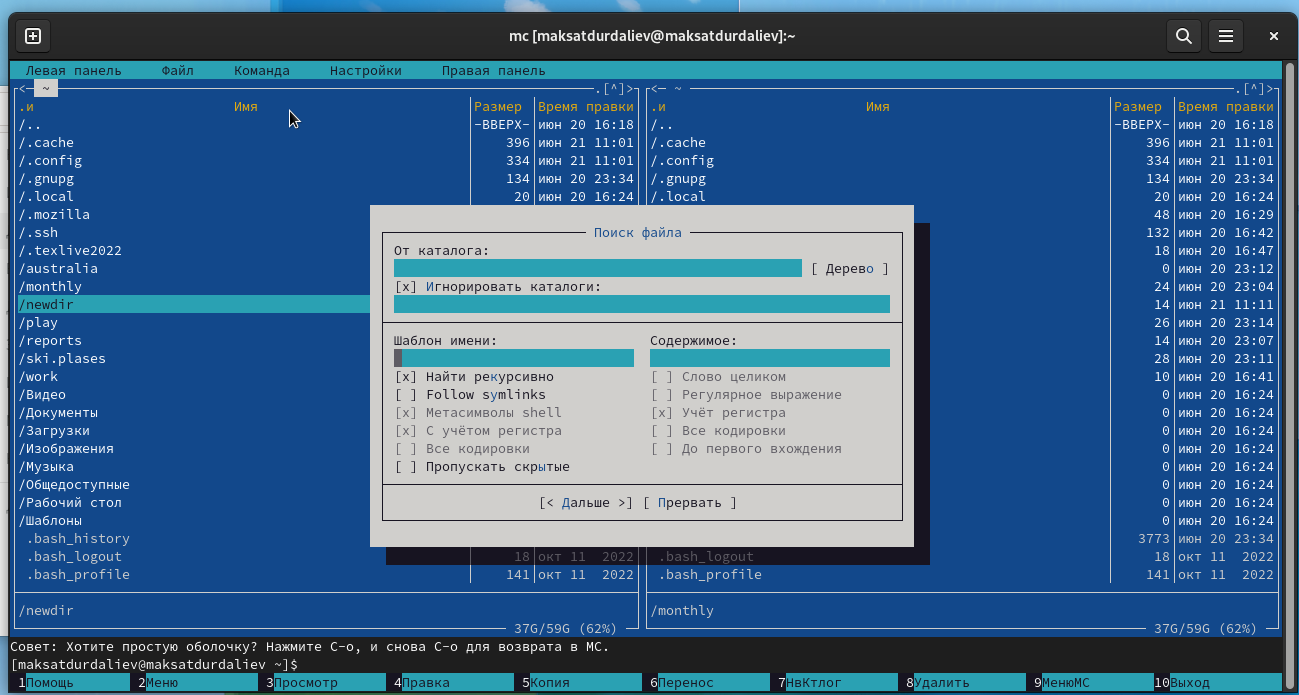 mc [maksatdurdaliev@maksatdurdaliev]:~
Левая панель Файл Команда Настройки Правая панель
<─ ~ .[^]> <─ ~ .[^]>
.и Имя Размер Время правки .и Имя Размер Время правки
/.. -ВВЕРХ- июн 20 16:18 /.. -ВВЕРХ- июн 20 16:18
/.cache 396 июн 21 11:01 /.cache 396 июн 21 11:01
/.config 334 июн 21 11:01 /.config 334 июн 21 11:01
/.gnupg 134 июн 20 23:34 /.gnupg 134 июн 20 23:34
/.local 20 июн 20 16:24 /.local 20 июн 20 16:24
/.mozilla 48 июн 20 16:29
/.ssh Поиск файла 132 июн 20 16:42
/.texlive2022 От каталога: 18 июн 20 16:47
/australia [ Дерево ] 0 июн 20 23:12
/monthly [x] Игнорировать каталоги: 24 июн 20 23:04
/newdir 14 июн 21 11:11
/play 26 июн 20 23:14
/reports Шаблон имени: Содержимое: 14 июн 20 23:07
/ski.plases 28 июн 20 23:11
/work [x] Найти рекурсивно [ ] Слово целиком 10 июн 20 16:41
/Видео [ ] Follow symlinks [ ] Регулярное выражение 0 июн 20 16:24
/Документы [x] Метасимволы shell [x] Учёт регистра 0 июн 20 16:24
/Загрузки [x] С учётом регистра [ ] Все кодировки 0 июн 20 16:24
/Изображения [ ] Все кодировки [ ] До первого вхождения 0 июн 20 16:24
/Музыка [ ] Пропускать скрытые 0 июн 20 16:24
/Общедоступные 0 июн 20 16:24
/Рабочий стол [< Дальше >] [ Прервать ] 0 июн 20 16:24
/Шаблоны 0 июн 20 16:24
.bash_history 3773 июн 20 23:34
.bash_logout 18 окт 11 2022 .bash_logout 18 окт 11 2022
.bash_profile 141 окт 11 2022 .bash_profile 141 окт 11 2022
/newdir /monthly
37G/59G (62%) 37G/59G (62%)
Совет: Хотите простую оболочку? Нажмите C-o, и снова C-o для возврата в MC.
[maksatdurdaliev@maksatdurdaliev ~]$
1Помощь 2Меню 3Просмотр 4Правка 5Копия 6Перенос 7НвКтлог 8Удалить 9МенюMC 10Выход